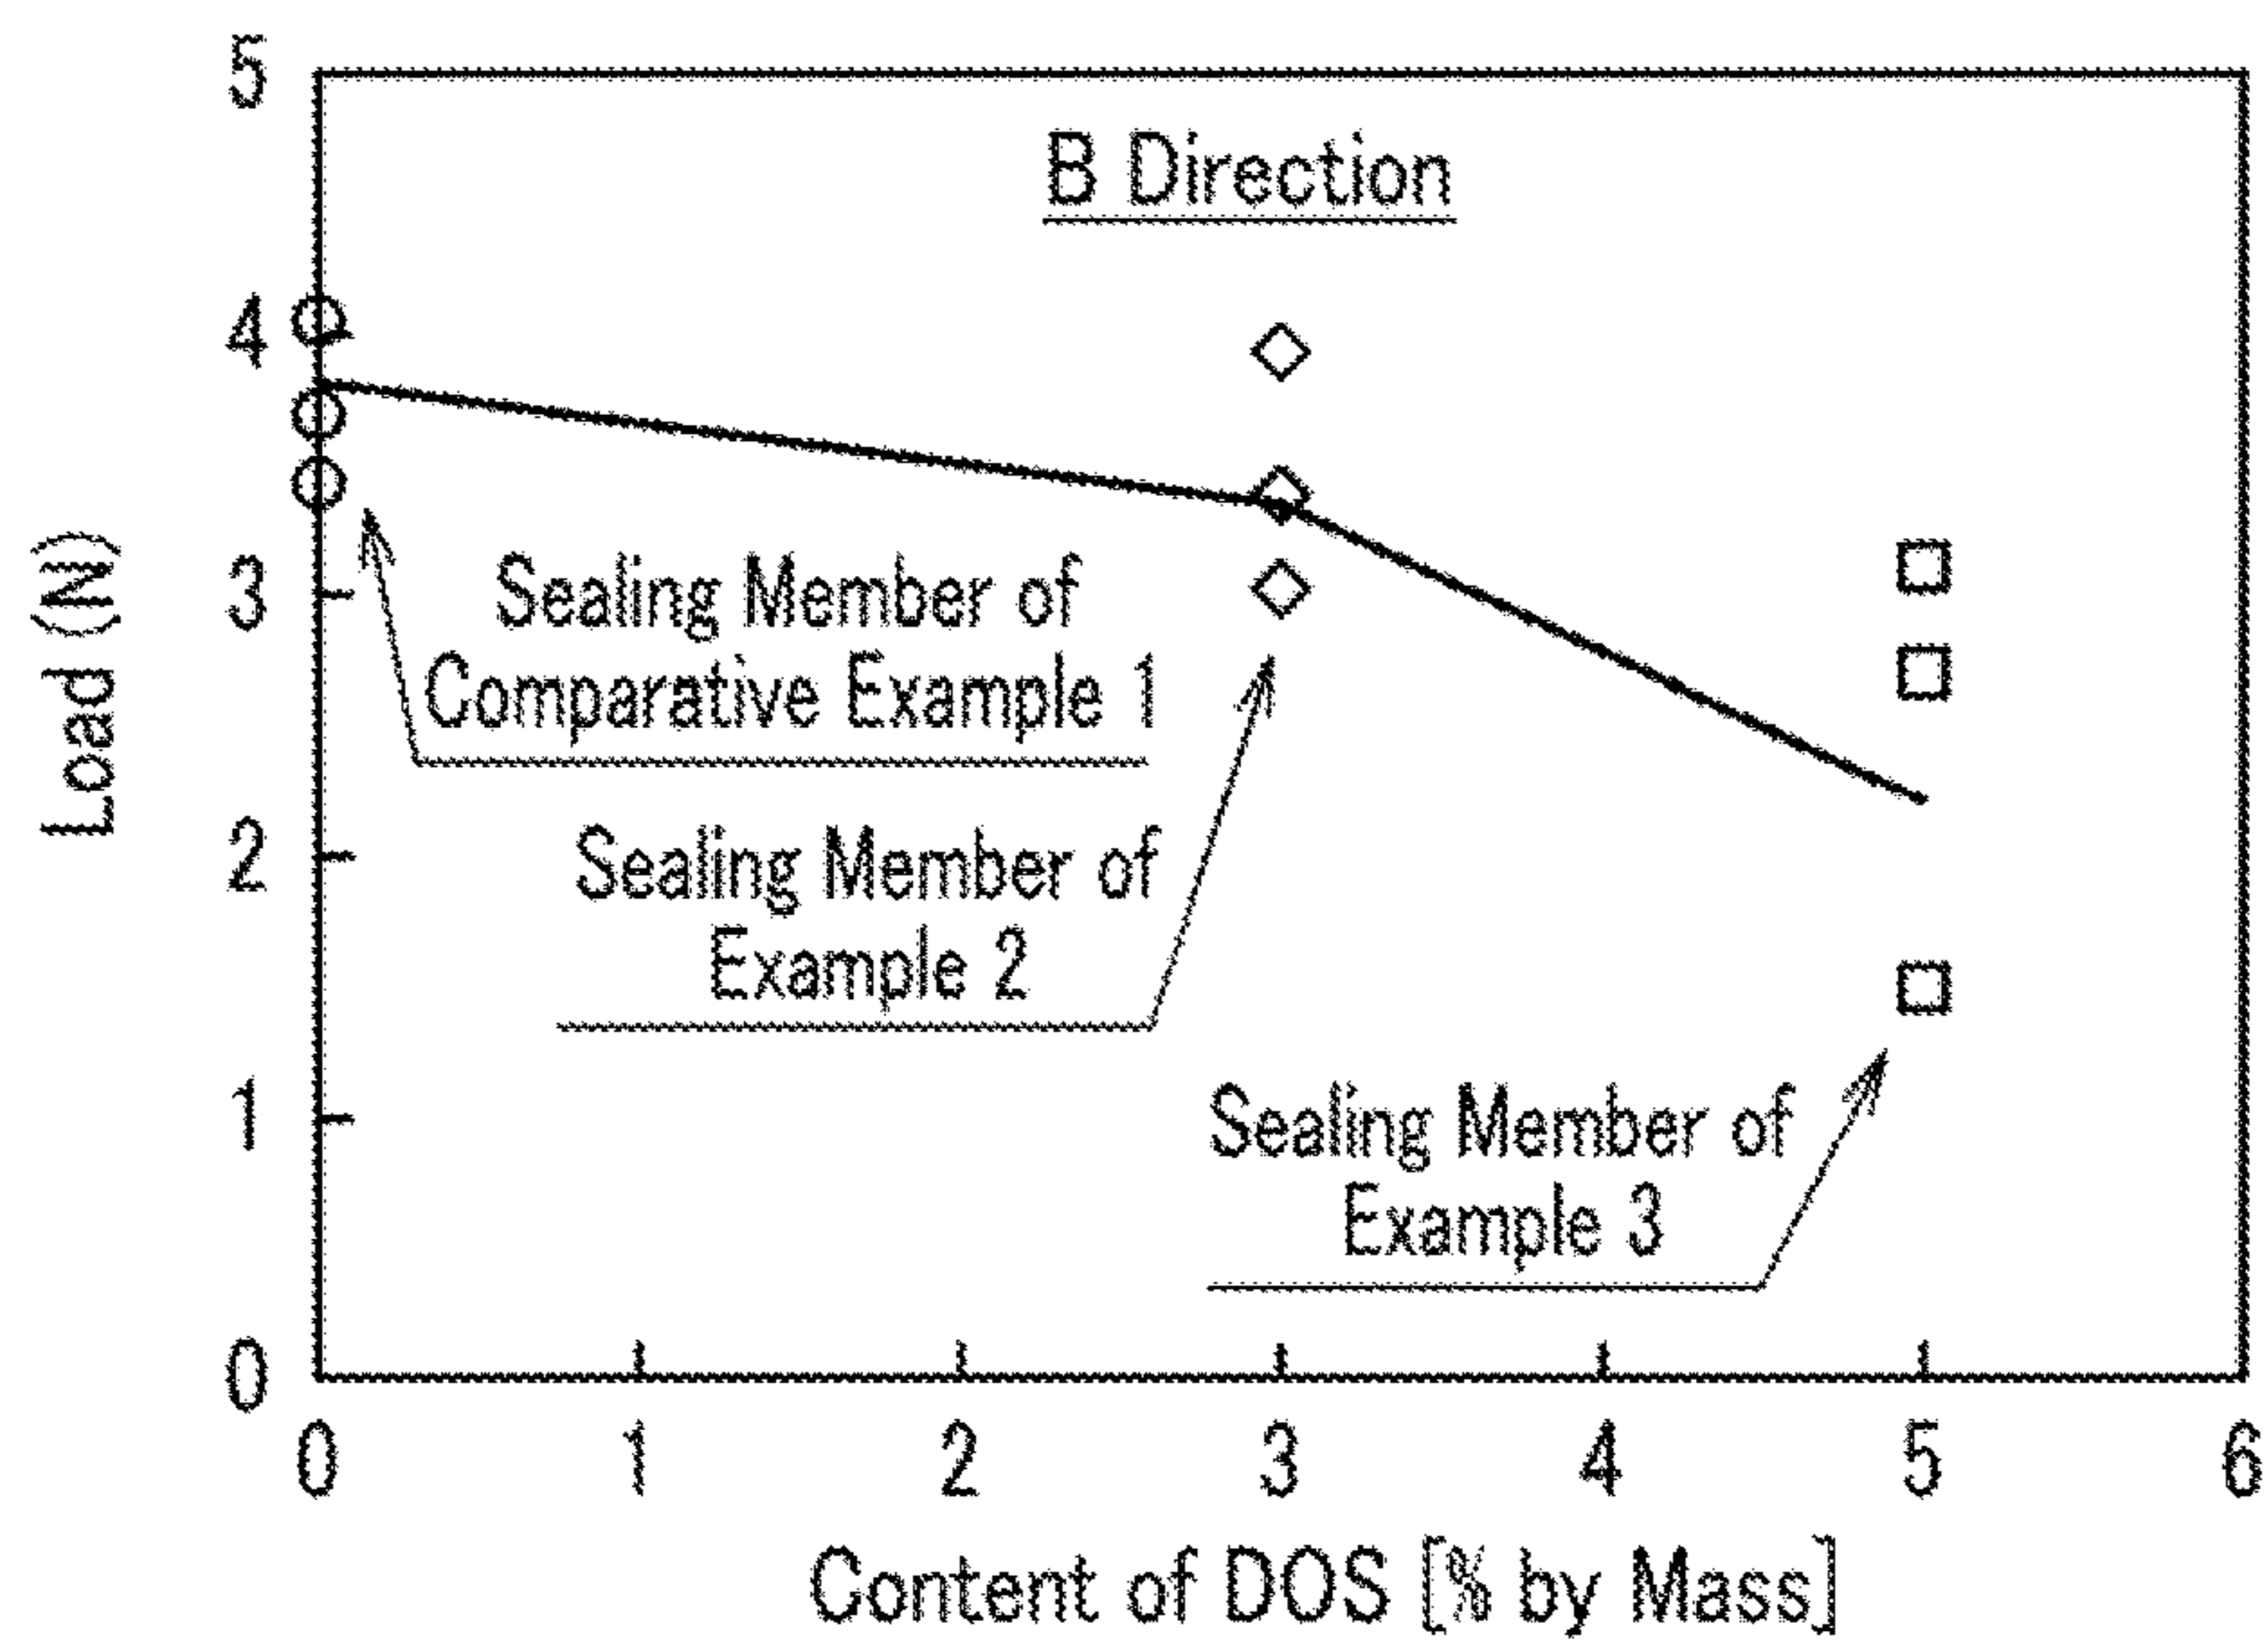 B Direction
5
4
3
2
1
0
Load (N)
Sealing Member of
Comparative Example 1
Sealing Member of
Example 2
Sealing Member of
Example 3
0 1 2 3 4 5 6
Content of DOS [% by Mass]